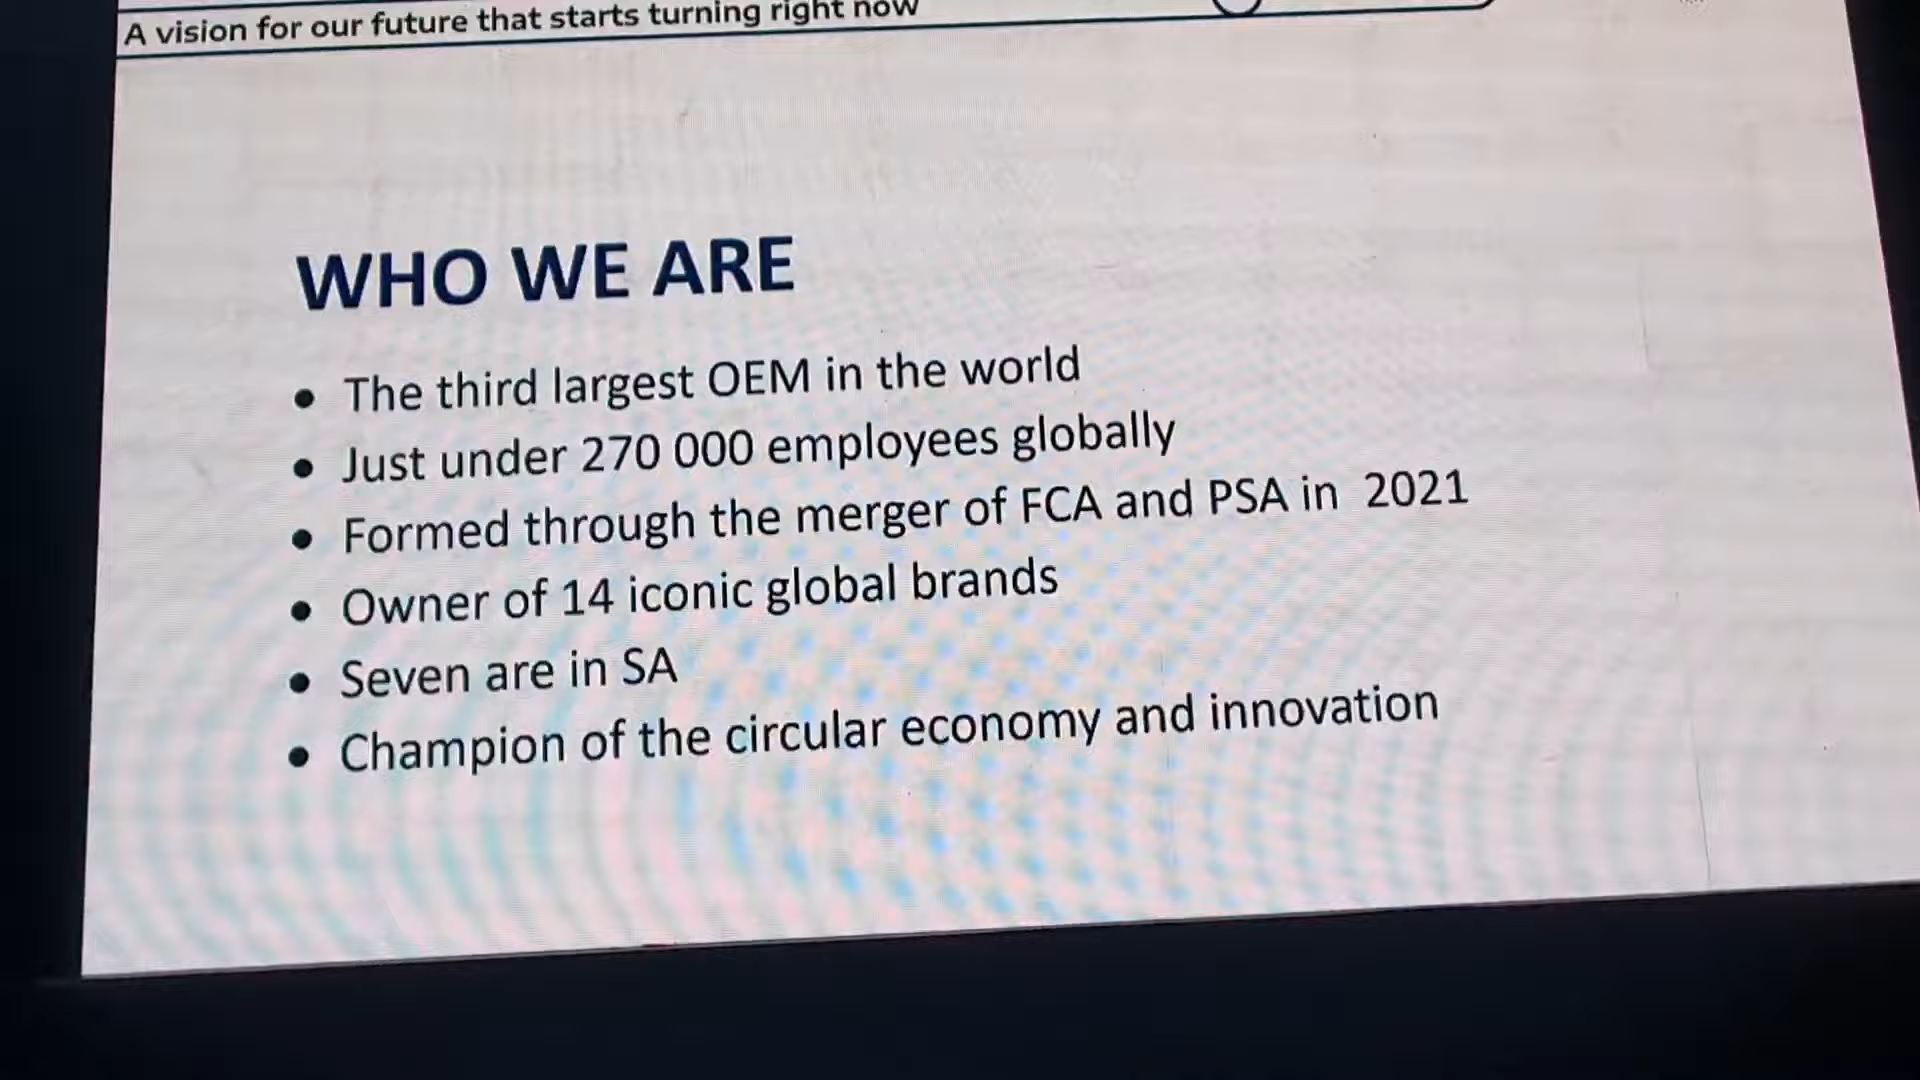 A vision for our future that starts turning right now
WHO WE ARE
• The third largest OEM in the world
• Just under 270 000 employees globally
• Formed through the merger of FCA and PSA in  2021
• Owner of 14 iconic global brands
• Seven are in SA
• Champion of the circular economy and innovation